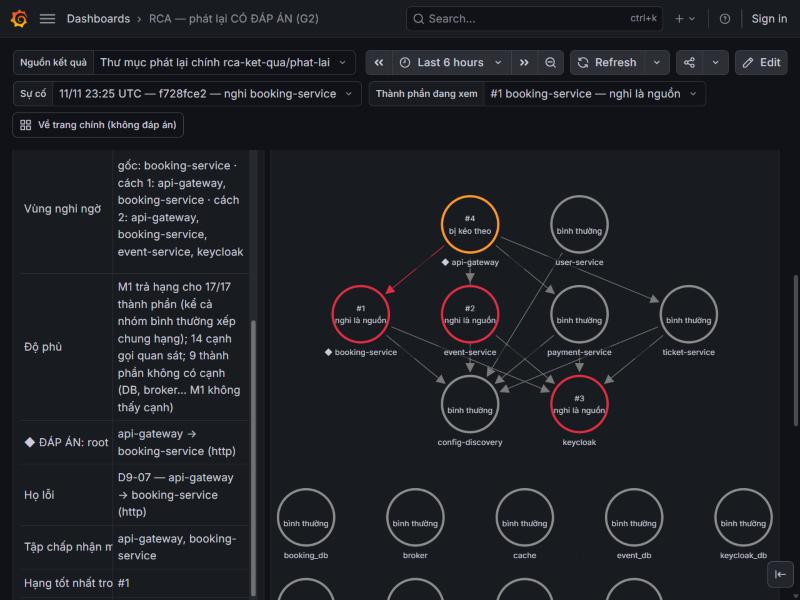 Dashboards › RCA — phát lại CÓ ĐÁP ÁN (G2)
Search... ctrl+k
Sign in
Nguồn kết quả Thư mục phát lại chính rca-ket-qua/phat-lai
Last 6 hours
Refresh
Edit
Sự cố 11/11 23:25 UTC — f728fce2 — nghi booking-service
Thành phần đang xem #1 booking-service — nghi là nguồn
Về trang chính (không đáp án)
Vùng nghi ngờ
gốc: booking-service ·
cách 1: api-gateway,
booking-service · cách
2: api-gateway,
booking-service,
event-service, keycloak
Độ phủ
M1 trả hạng cho 17/17
thành phần (kể cả
nhóm bình thường xếp
chung hạng); 14 cạnh
gọi quan sát; 9 thành
phần không có cạnh
(DB, broker... M1 không
thấy cạnh)
◆ ĐÁP ÁN: root
api-gateway →
booking-service (http)
Họ lỗi
D9-07 — api-gateway
→ booking-service
(http)
Tập chấp nhận m
api-gateway, booking-
service
Hạng tốt nhất tro
#1
#4
bị kéo theo
◆ api-gateway
bình thường
user-service
#1
nghi là nguồn
◆ booking-service
#2
nghi là nguồn
event-service
bình thường
payment-service
bình thường
ticket-service
bình thường
config-discovery
#3
nghi là nguồn
keycloak
bình thường
booking_db
bình thường
broker
bình thường
cache
bình thường
event_db
bình thường
keycloak_db